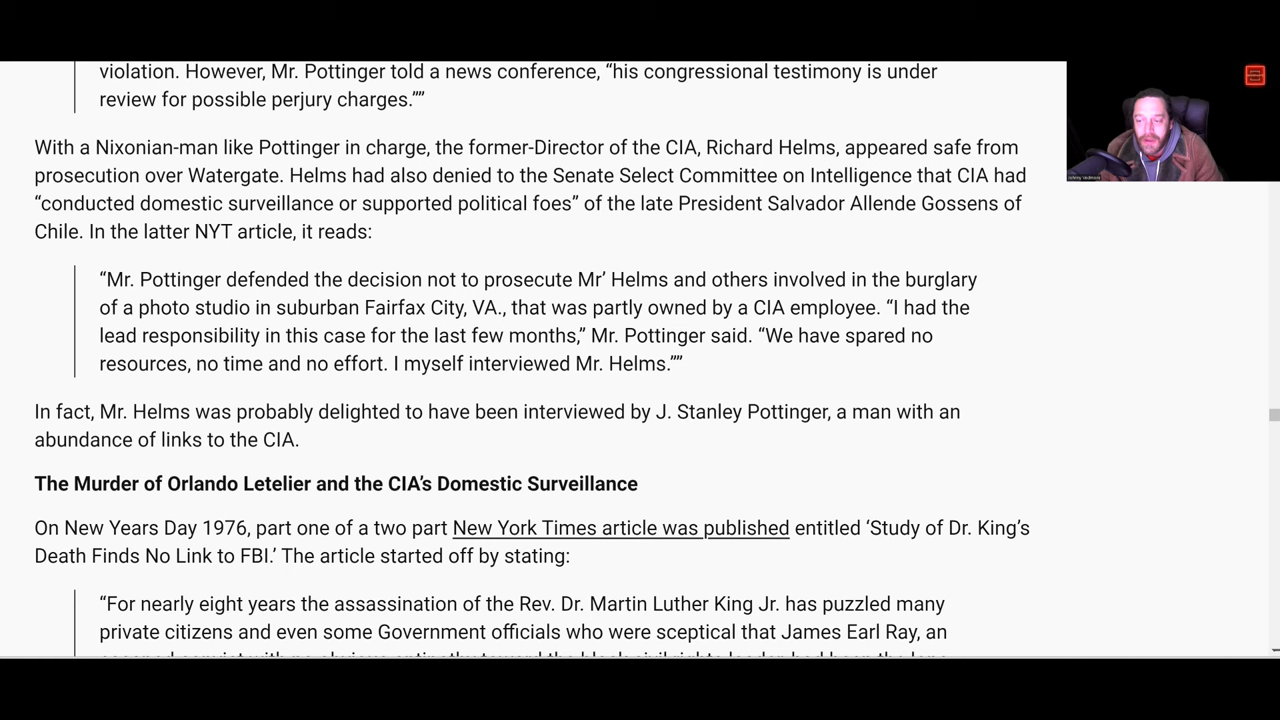 violation. However, Mr. Pottinger told a news conference, “his congressional testimony is under
review for possible perjury charges.””
With a Nixonian-man like Pottinger in charge, the former-Director of the CIA, Richard Helms, appeared safe from
prosecution over Watergate. Helms had also denied to the Senate Select Committee on Intelligence that CIA had
“conducted domestic surveillance or supported political foes” of the late President Salvador Allende Gossens of
Chile. In the latter NYT article, it reads:
“Mr. Pottinger defended the decision not to prosecute Mr’ Helms and others involved in the burglary
of a photo studio in suburban Fairfax City, VA., that was partly owned by a CIA employee. “I had the
lead responsibility in this case for the last few months,” Mr. Pottinger said. “We have spared no
resources, no time and no effort. I myself interviewed Mr. Helms.””
In fact, Mr. Helms was probably delighted to have been interviewed by J. Stanley Pottinger, a man with an
abundance of links to the CIA.
The Murder of Orlando Letelier and the CIA’s Domestic Surveillance
On New Years Day 1976, part one of a two part New York Times article was published entitled ‘Study of Dr. King’s
Death Finds No Link to FBI.’ The article started off by stating:
“For nearly eight years the assassination of the Rev. Dr. Martin Luther King Jr. has puzzled many
private citizens and even some Government officials who were sceptical that James Earl Ray, an